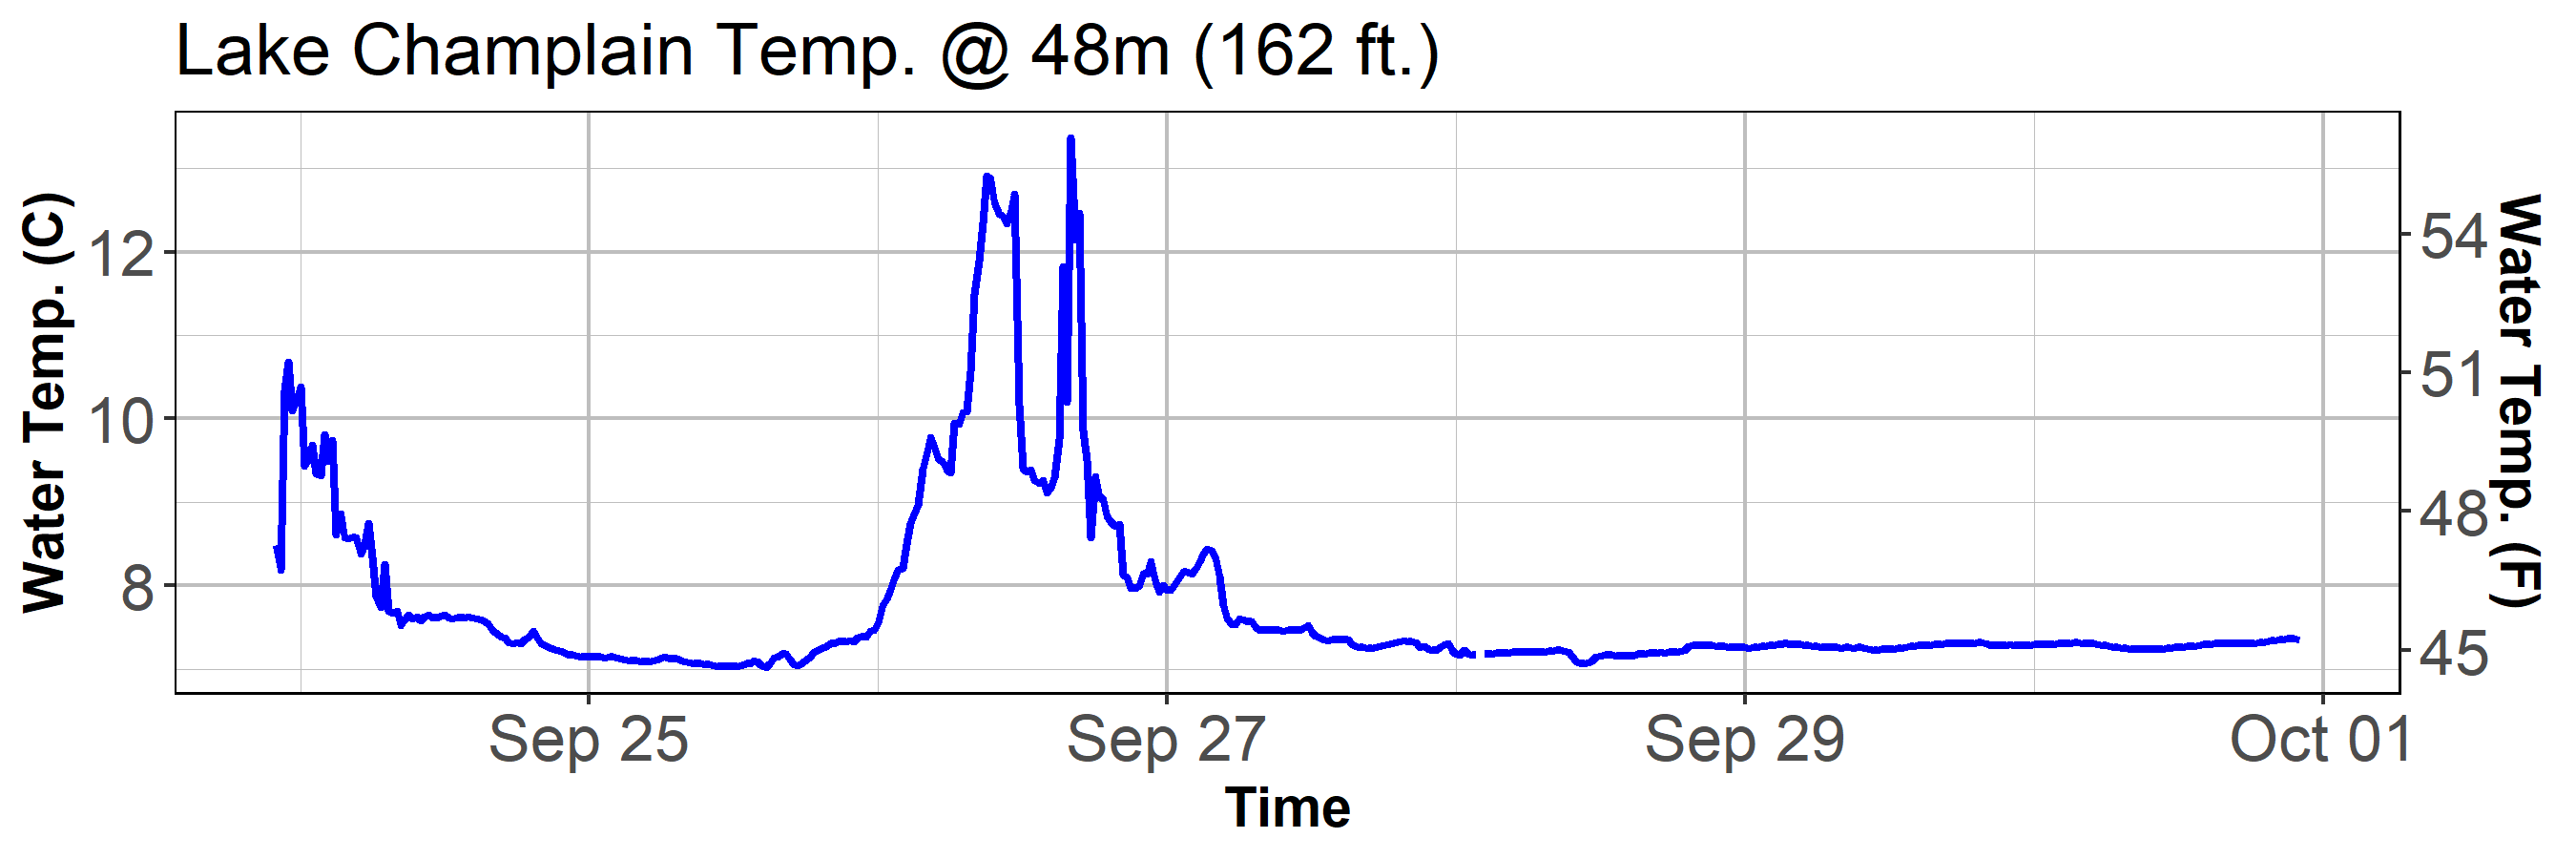 Lake Champlain Temp. @ 48m (162 ft.)
Water Temp. (C)
12
10
8
54
51
48
45
Water Temp. (F)
Sep 25
Sep 27
Sep 29
Oct 01
Time